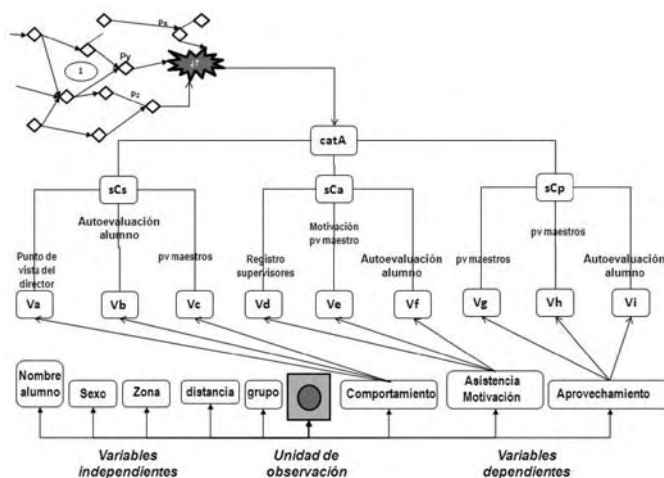 Px
Py
1
Pz
catA
sCs
sCa
sCp
Autoevaluación
alumno
Motivación
pv maestro
pv maestros
Punto de
vista del
director
pv maestros
Registro
supervisores
Autoevaluación
alumno
pv maestros
Autoevaluación
alumno
Va
Vb
Vc
Vd
Ve
Vf
Vg
Vh
Vi
Nombre
alumno
Sexo
Zona
distancia
grupo
Comportamiento
Asistencia
Motivación
Aprovechamiento
Variables
independientes
Unidad de
observación
Variables
dependientes